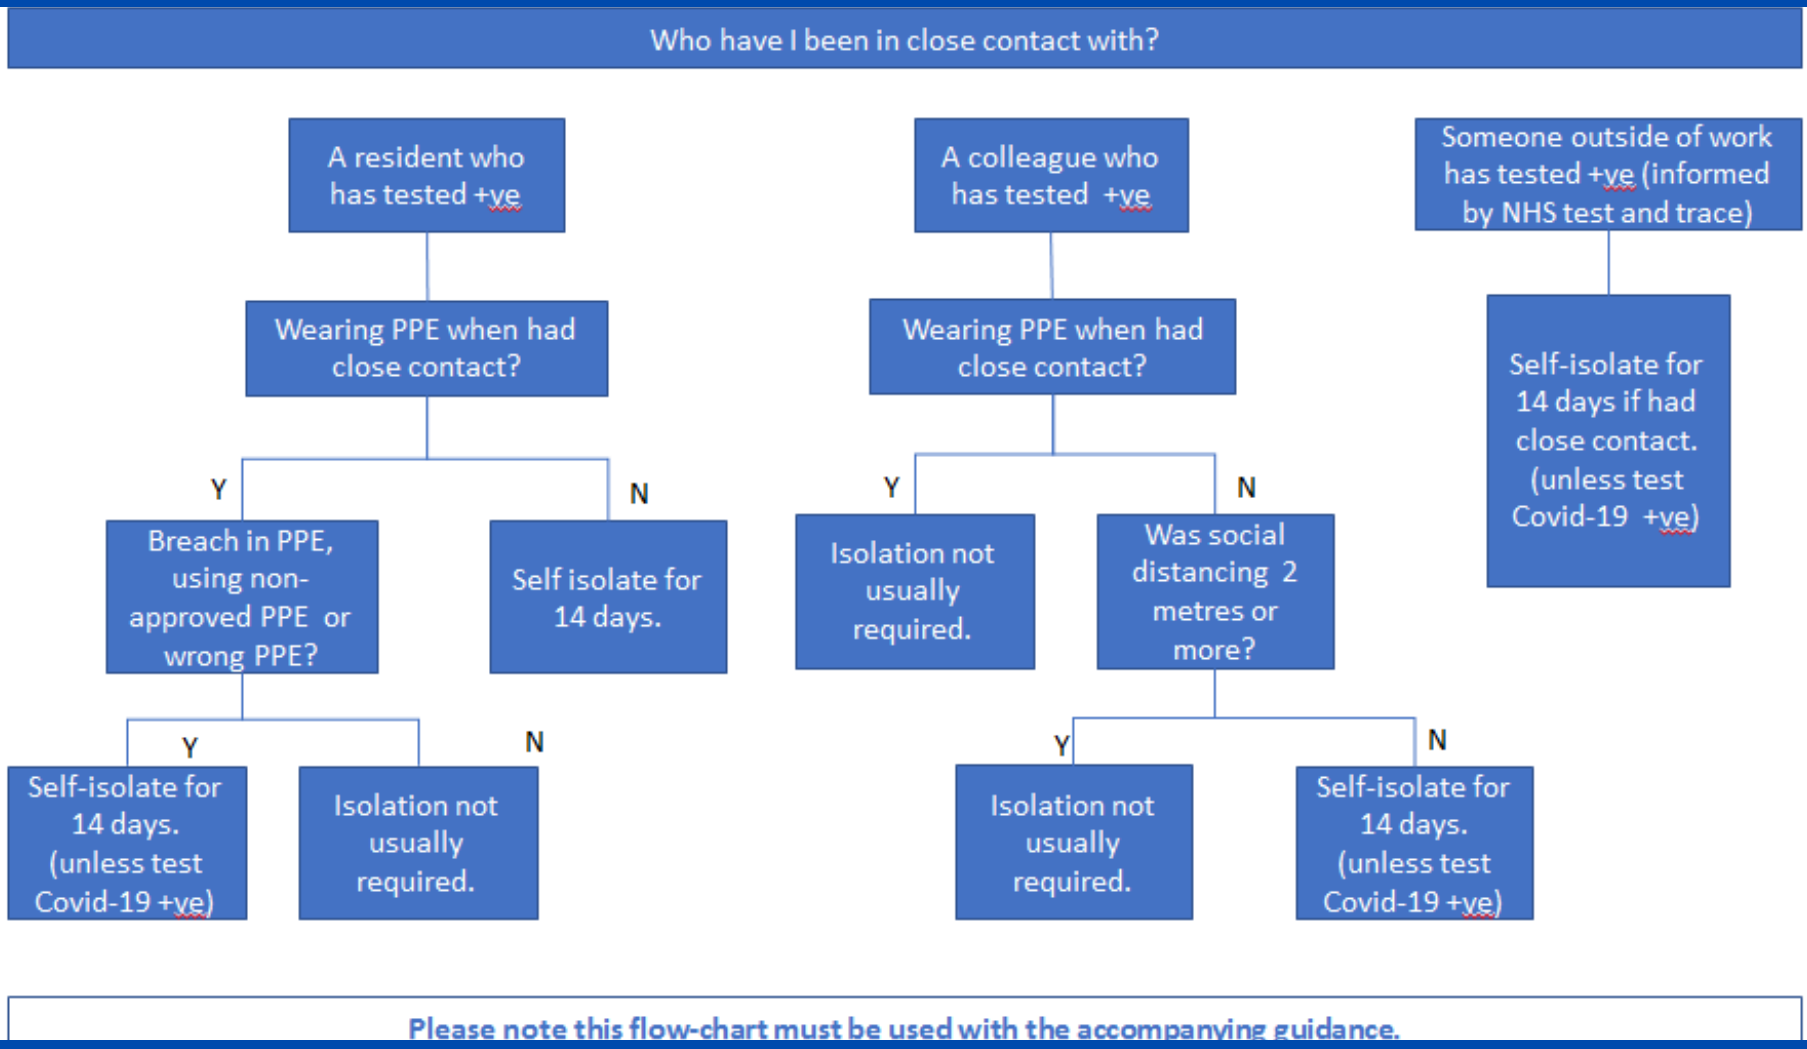 Who have I been in close contact with?
A resident who
has tested +ve
Wearing PPE when had
close contact?
Y
N
Breach in PPE,
using non-
approved PPE or
wrong PPE?
Self isolate for
14 days.
Y
N
Self-isolate for
14 days.
(unless test
Covid-19 +ve)
Isolation not
usually
required.
A colleague who
has tested +ve
Wearing PPE when had
close contact?
Y
N
Isolation not
usually
required.
Was social
distancing 2
metres or
more?
Y
N
Isolation not
usually
required.
Self-isolate for
14 days.
(unless test
Covid-19 +ve)
Someone outside of work
has tested +ve (informed
by NHS test and trace)
Self-isolate for
14 days if had
close contact.
(unless test
Covid-19 +ve)
Please note this flow-chart must be used with the accompanying guidance.